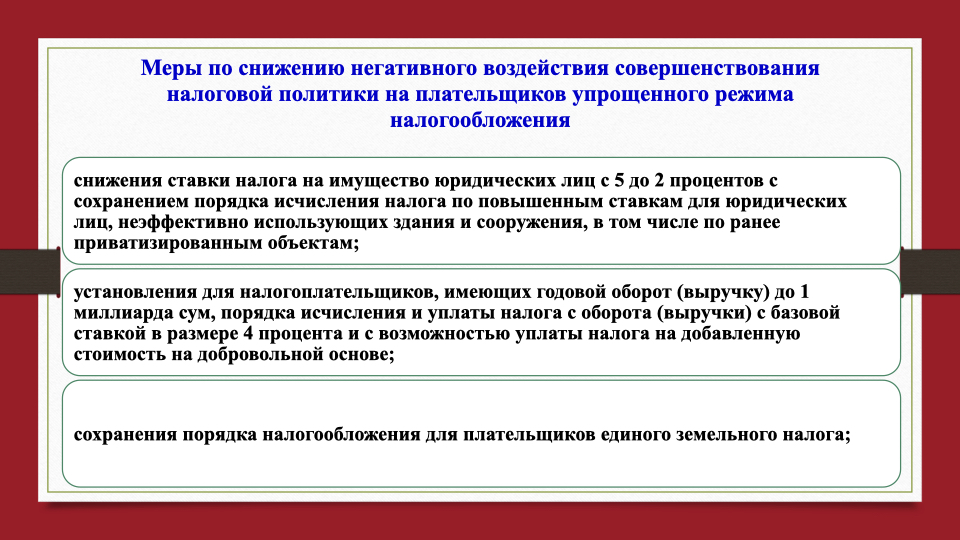 Меры по снижению негативного воздействия совершенствования
налоговой политики на плательщиков упрощенного режима
налогообложения
снижения ставки налога на имущество юридических лиц с 5 до 2 процентов с
сохранением порядка исчисления налога по повышенным ставкам для юридических
лиц, неэффективно использующих здания и сооружения, в том числе по ранее
приватизированным объектам;
установления для налогоплательщиков, имеющих годовой оборот (выручку) до 1
миллиарда сум, порядка исчисления и уплаты налога с оборота (выручки) с базовой
ставкой в размере 4 процента и с возможностью уплаты налога на добавленную
стоимость на добровольной основе;
сохранения порядка налогообложения для плательщиков единого земельного налога;